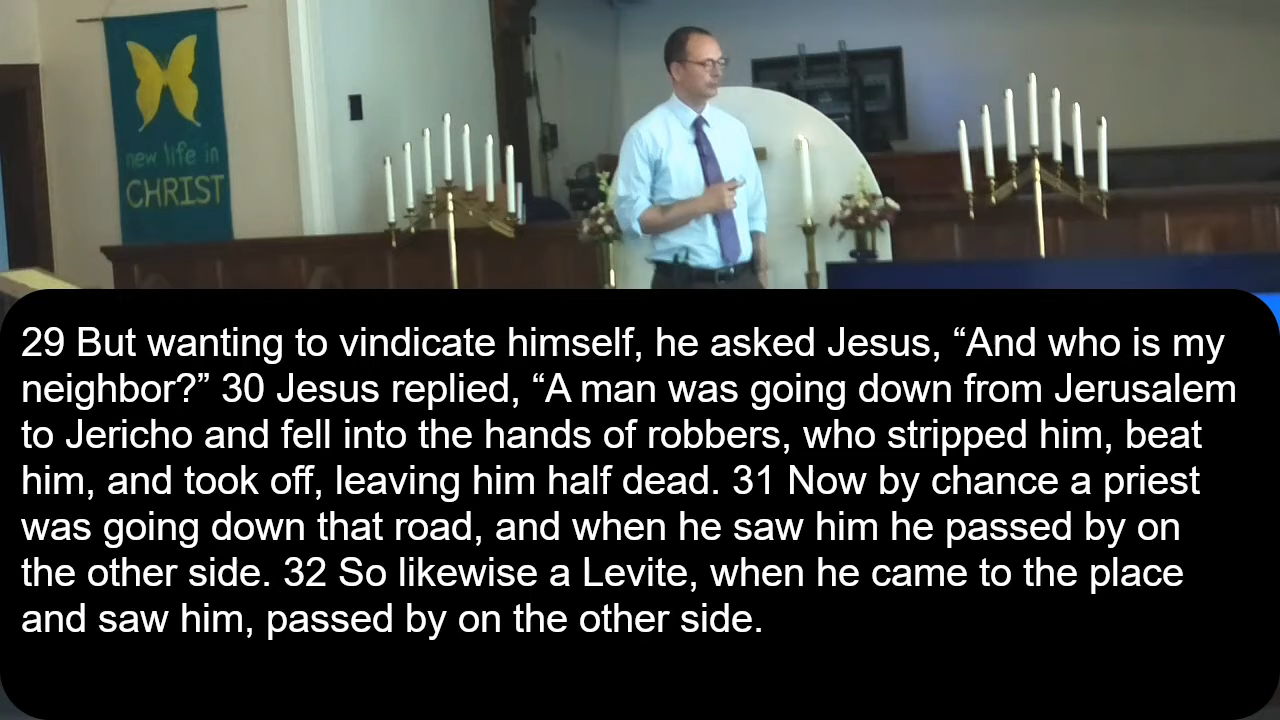 new life in
CHRIST
29 But wanting to vindicate himself, he asked Jesus, “And who is my
neighbor?” 30 Jesus replied, “A man was going down from Jerusalem
to Jericho and fell into the hands of robbers, who stripped him, beat
him, and took off, leaving him half dead. 31 Now by chance a priest
was going down that road, and when he saw him he passed by on
the other side. 32 So likewise a Levite, when he came to the place
and saw him, passed by on the other side.